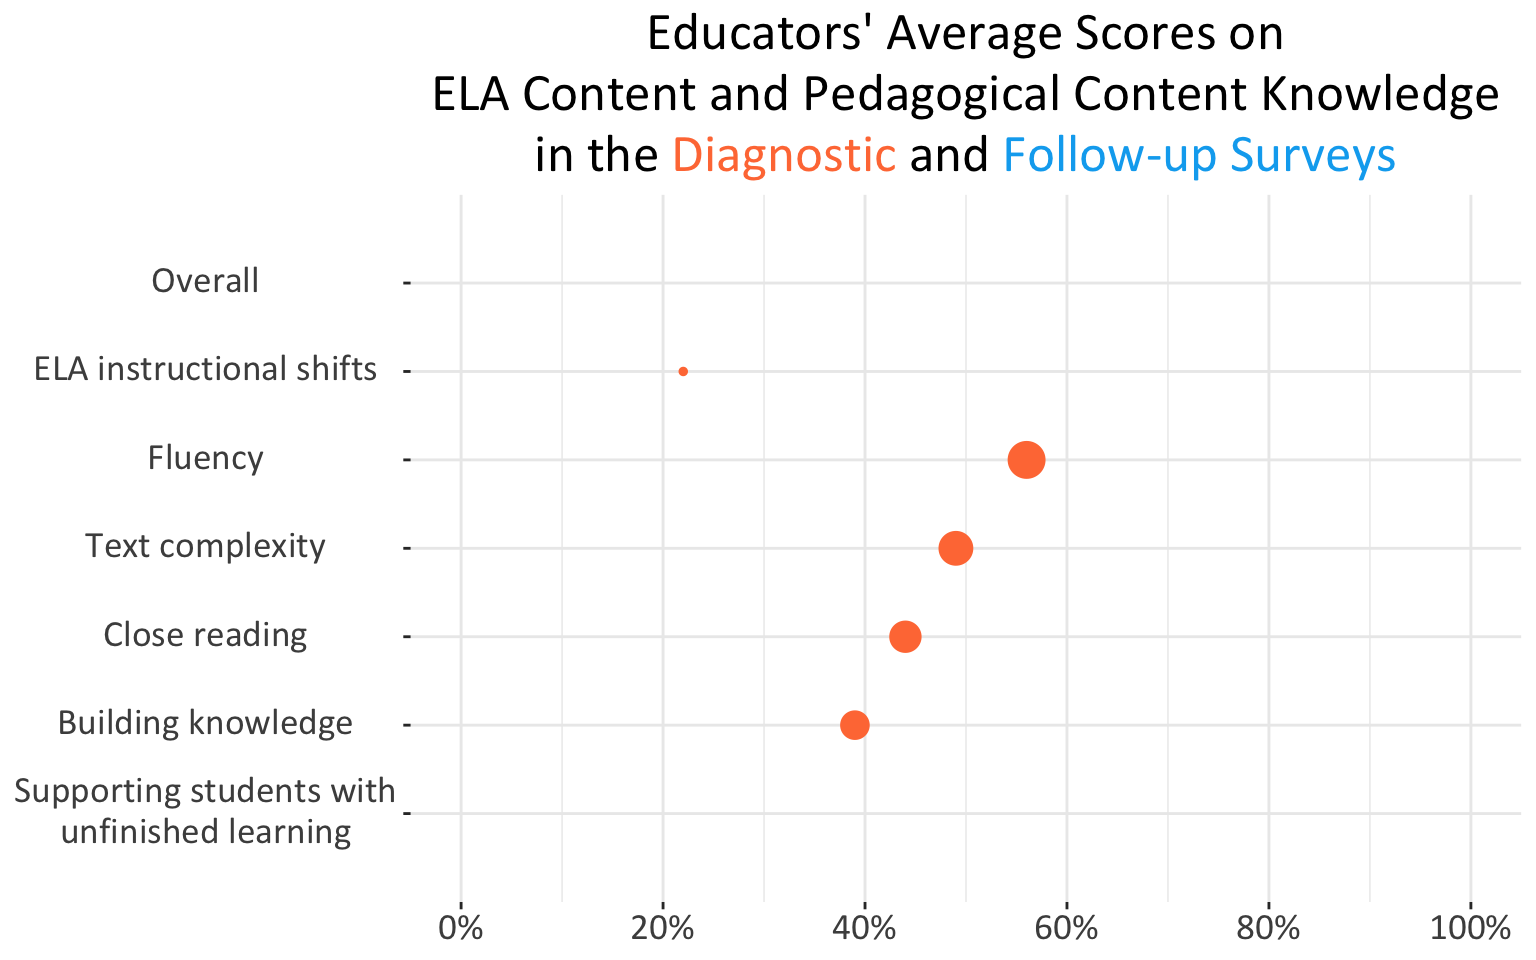 Educators' Average Scores on
ELA Content and Pedagogical Content Knowledge
in the Diagnostic and Follow-up Surveys
Overall
ELA instructional shifts
Fluency
Text complexity
Close reading
Building knowledge
Supporting students with
unfinished learning
0% 20% 40% 60% 80% 100%